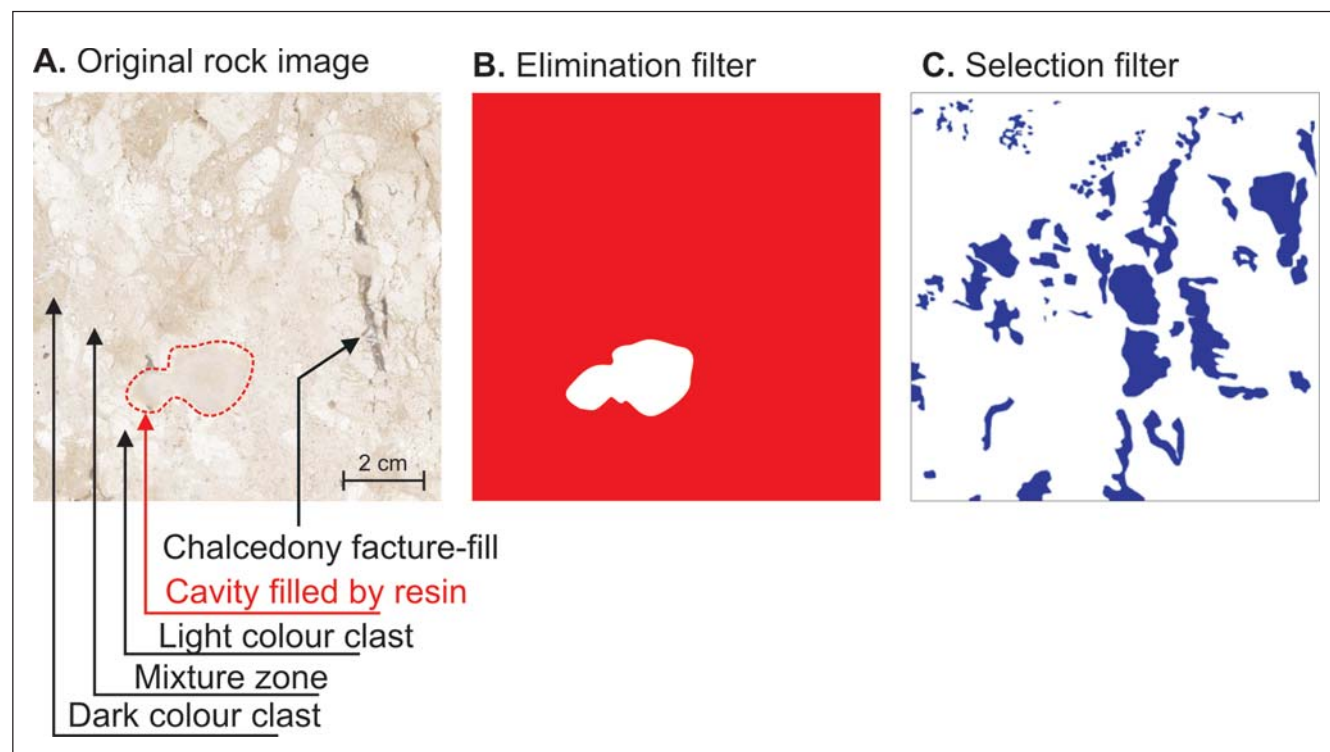 A. Original rock image
B. Elimination filter
C. Selection filter
2 cm
Chalcedony facture-fill
Cavity filled by resin
Light colour clast
Mixture zone
Dark colour clast